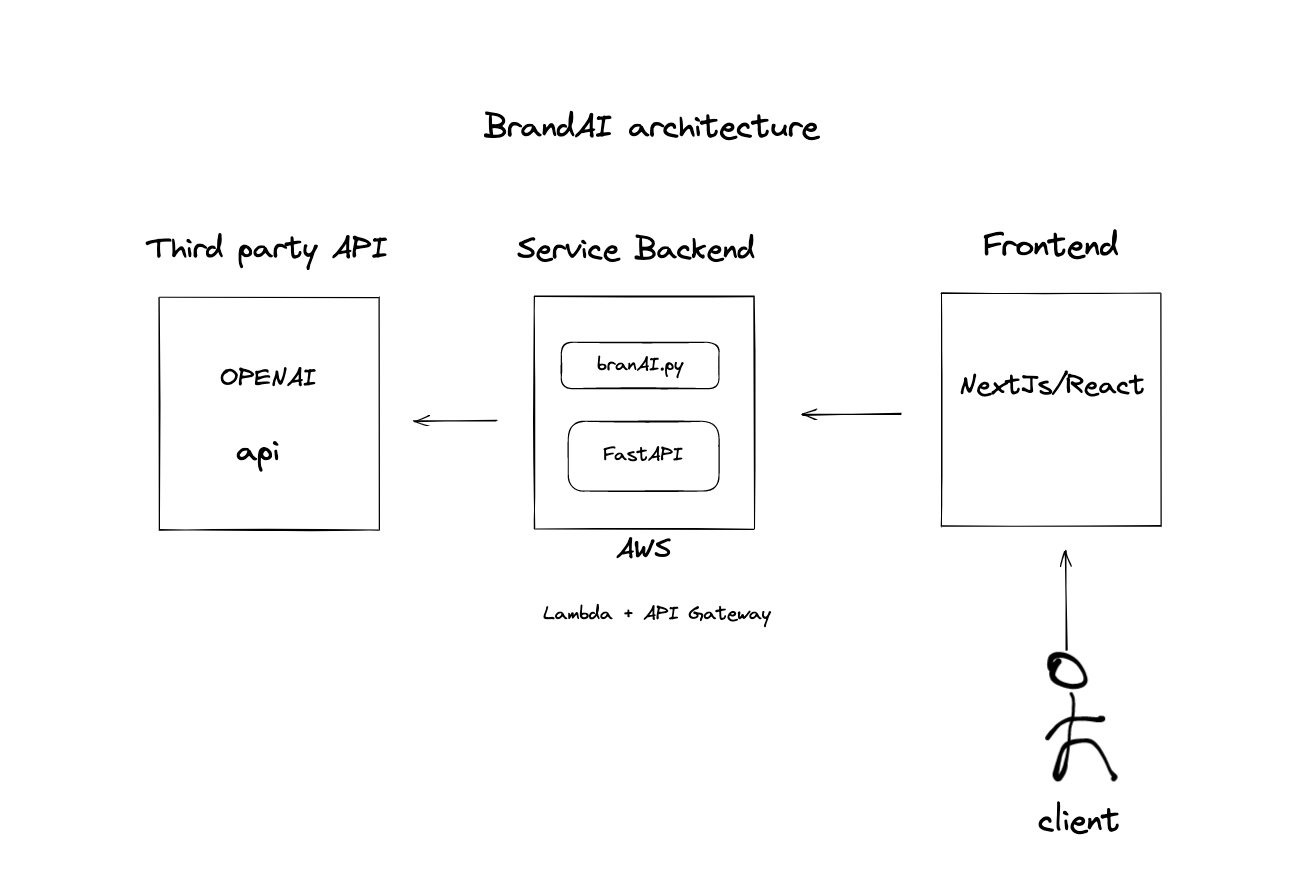 BrandAI architecture
Third party API
Service Backend
Frontend
OPENAI
api
branAI.py
FastAPI
NextJs/React
AWS
Lambda + API Gateway
client